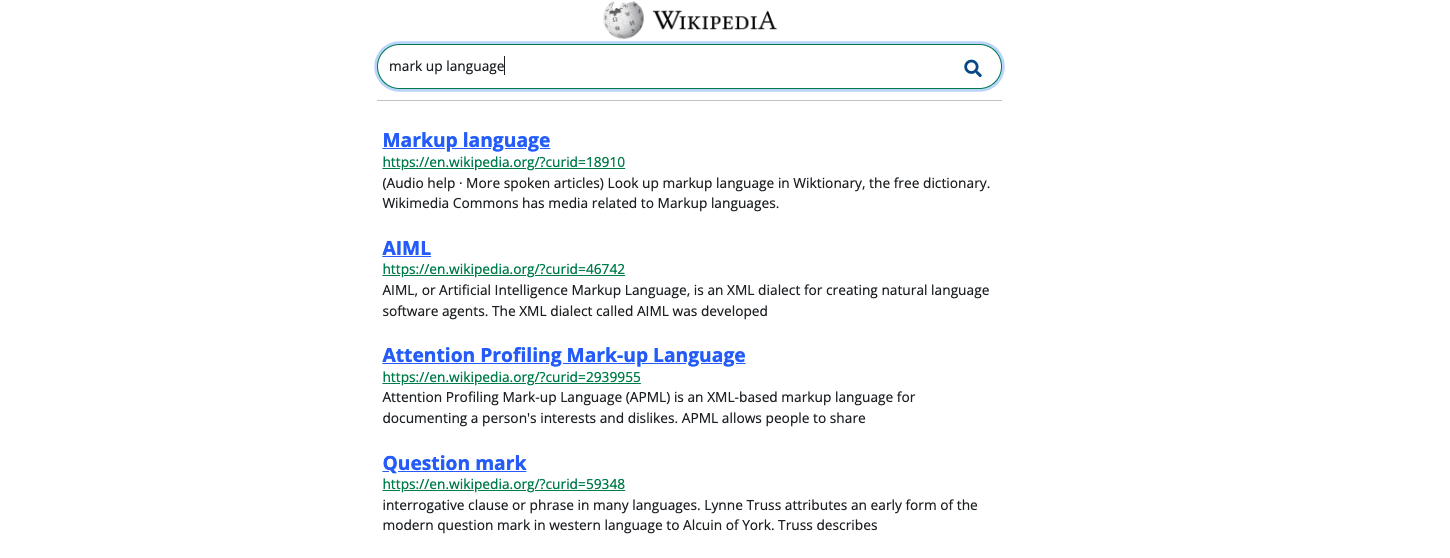 WIKIPEDIA
mark up language
Markup language
https://en.wikipedia.org/?curid=18910
(Audio help · More spoken articles) Look up markup language in Wiktionary, the free dictionary.
Wikimedia Commons has media related to Markup languages.
AIML
https://en.wikipedia.org/?curid=46742
AIML, or Artificial Intelligence Markup Language, is an XML dialect for creating natural language
software agents. The XML dialect called AIML was developed
Attention Profiling Mark-up Language
https://en.wikipedia.org/?curid=2939955
Attention Profiling Mark-up Language (APML) is an XML-based markup language for
documenting a person's interests and dislikes. APML allows people to share
Question mark
https://en.wikipedia.org/?curid=59348
interrogative clause or phrase in many languages. Lynne Truss attributes an early form of the
modern question mark in western language to Alcuin of York. Truss describes